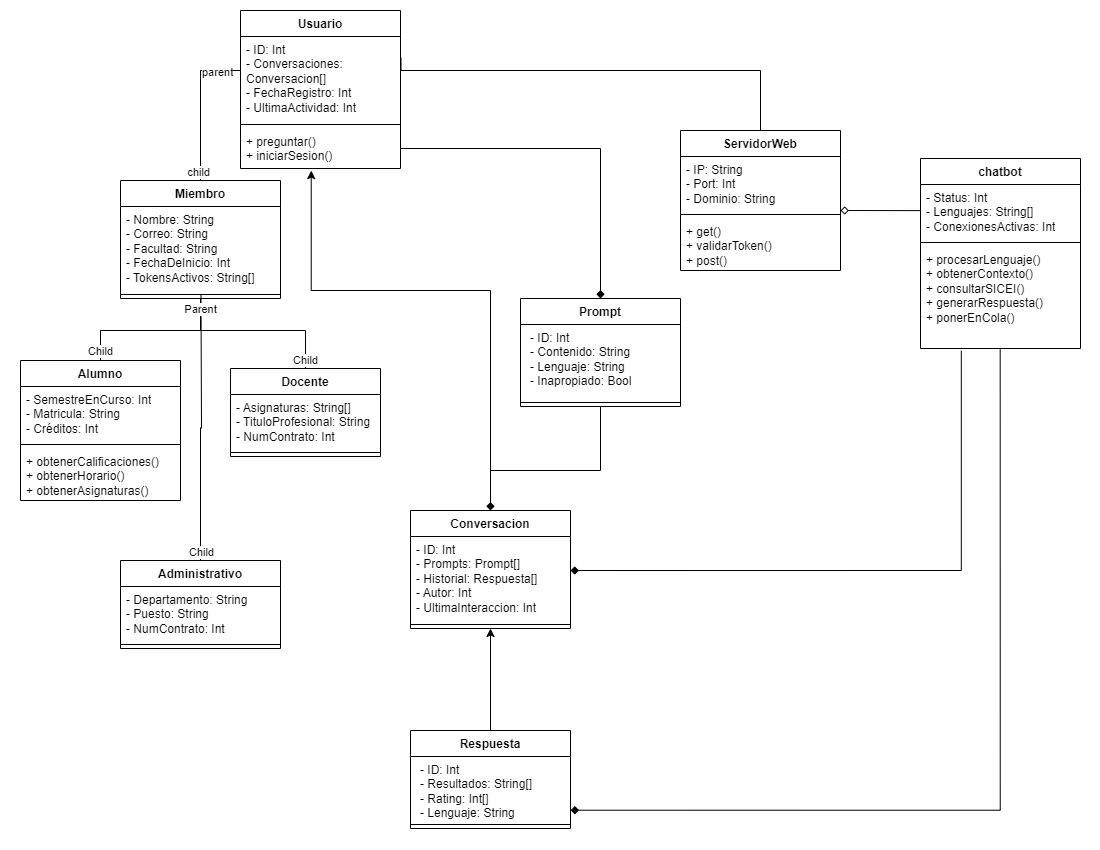 Usuario
- ID: Int
- Conversaciones:
Conversacion[]
- FechaRegistro: Int
- UltimaActividad: Int
+ preguntar()
+ iniciarSesion()
parent
child
Miembro
- Nombre: String
- Correo: String
- Facultad: String
- FechaDeInicio: Int
- TokensActivos: String[]
Parent
Child
Alumno
- SemestreEnCurso: Int
- Matricula: String
- Créditos: Int
+ obtenerCalificaciones()
+ obtenerHorario()
+ obtenerAsignaturas()
Child
Docente
- Asignaturas: String[]
- TituloProfesional: String
- NumContrato: Int
Child
Administrativo
- Departamento: String
- Puesto: String
- NumContrato: Int
ServidorWeb
- IP: String
- Port: Int
- Dominio: String
+ get()
+ validarToken()
+ post()
chatbot
- Status: Int
- Lenguajes: String[]
- ConexionesActivas: Int
+ procesarLenguaje()
+ obtenerContexto()
+ consultarSICEI()
+ generarRespuesta()
+ ponerEnCola()
Prompt
- ID: Int
- Contenido: String
- Lenguaje: String
- Inapropiado: Bool
Conversacion
- ID: Int
- Prompts: Prompt[]
- Historial: Respuesta[]
- Autor: Int
- UltimaInteraccion: Int
Respuesta
- ID: Int
- Resultados: String[]
- Rating: Int[]
- Lenguaje: String